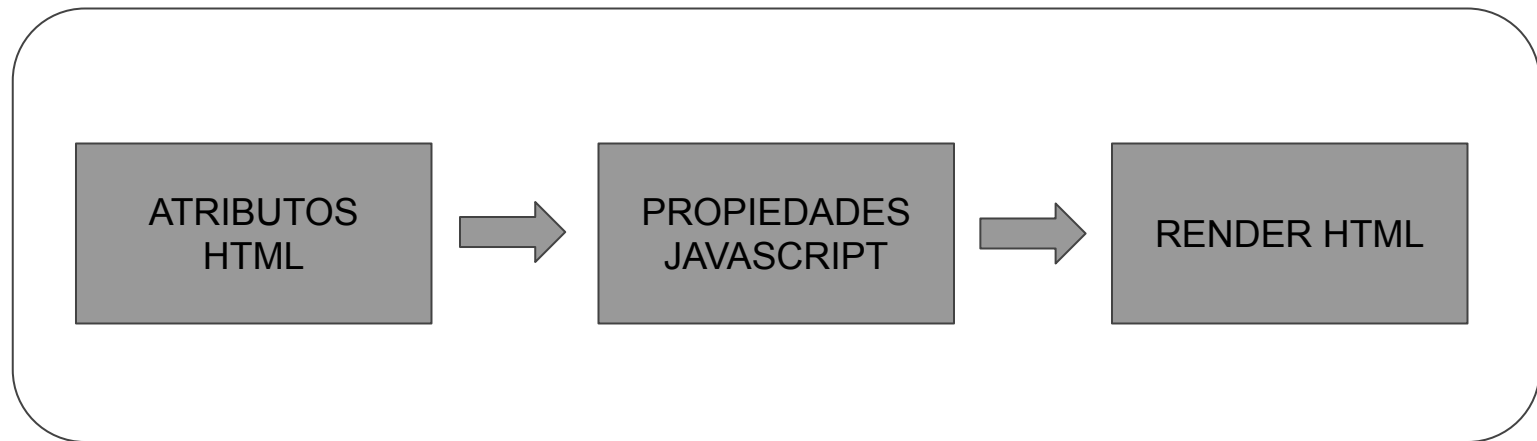 ATRIBUTOS
HTML
PROPIEDADES
JAVASCRIPT
RENDER HTML